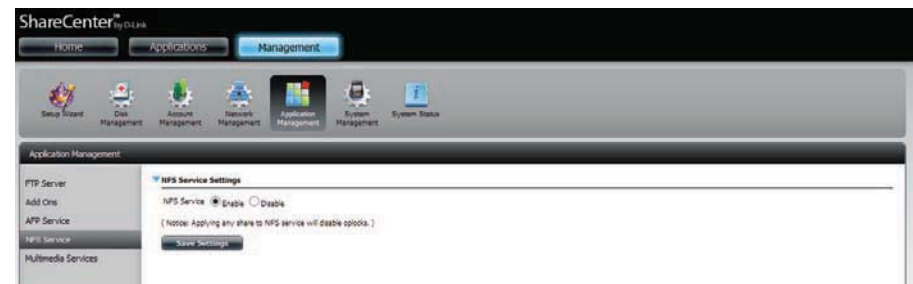 ShareCenter™ by D-Link
Home Applications Management
Setup Wizard Disk Management Account Management Network Management Application Management System Management System Status
Application Management
FTP Server
Add Ons
AFP Service
NFS Service
Multimedia Services
NFS Service Settings
NFS Service Enable Disable
( Notice: Applying any share to NFS service will disable oplocks. )
Save Settings